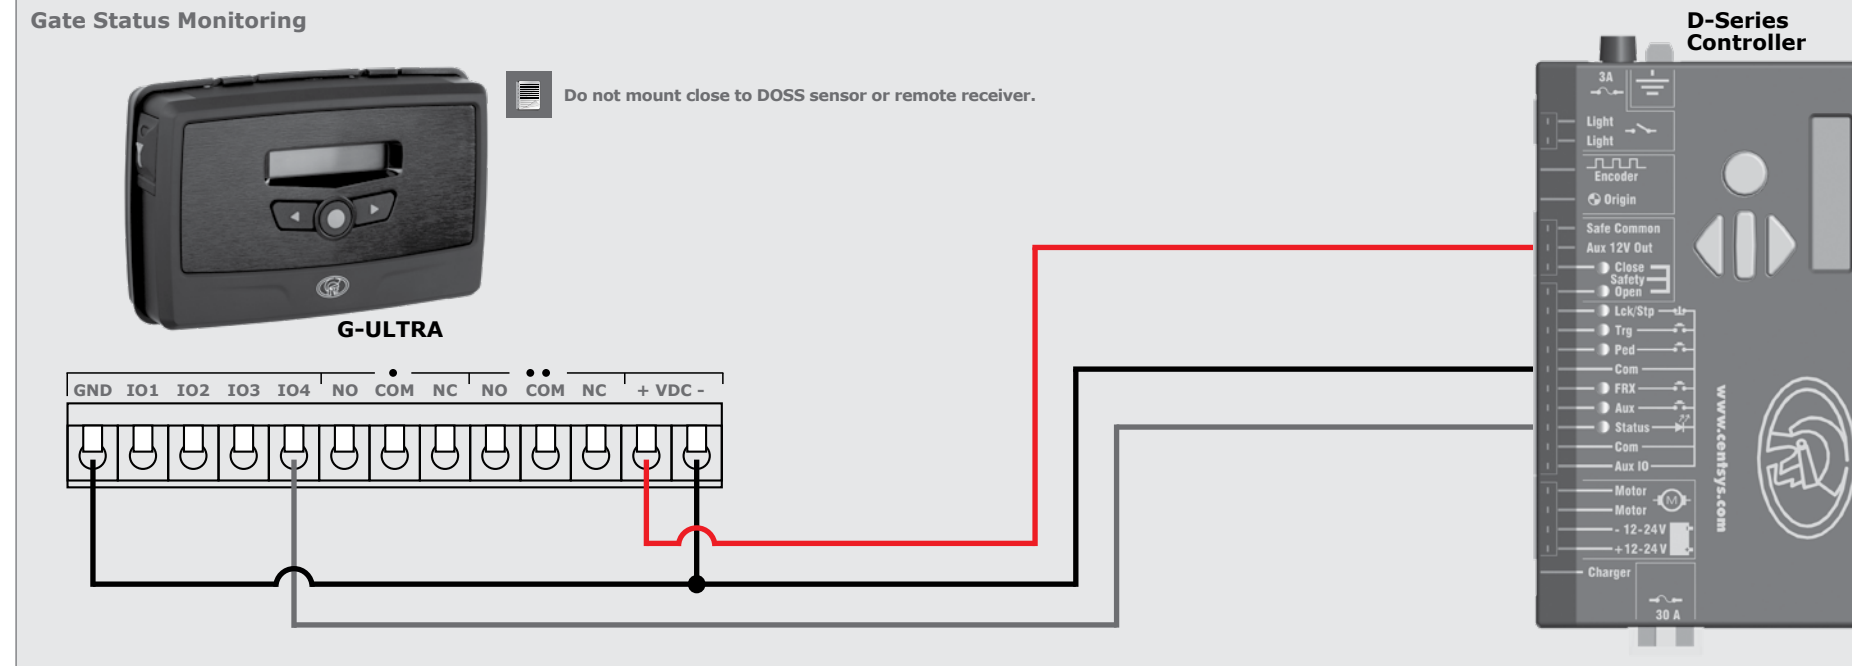 Gate Status Monitoring
D-Series
Controller
Do not mount close to DOSS sensor or remote receiver.
G-ULTRA
GND IO1 IO2 IO3 IO4 NO COM NC NO COM NC + VDC -
3A
Light
Light
Encoder
Origin
Safe Common
Aux 12V Out
Close
Safety
Open
Lck/Stp
Trg
Ped
Com
FRX
Aux
Status
Com
Aux IO
Motor
Motor
M
- 12-24V
+12-24V
Charger
30 A
www.centsys.com